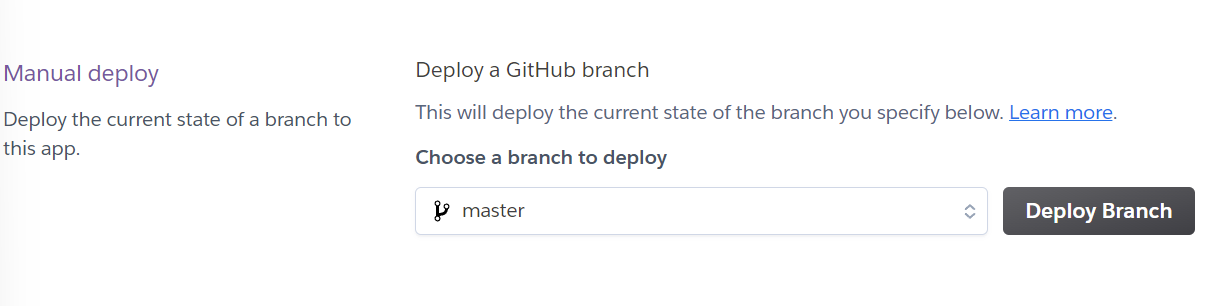 Manual deploy
Deploy the current state of a branch to
this app.
Deploy a GitHub branch
This will deploy the current state of the branch you specify below. Learn more.
Choose a branch to deploy
master
Deploy Branch